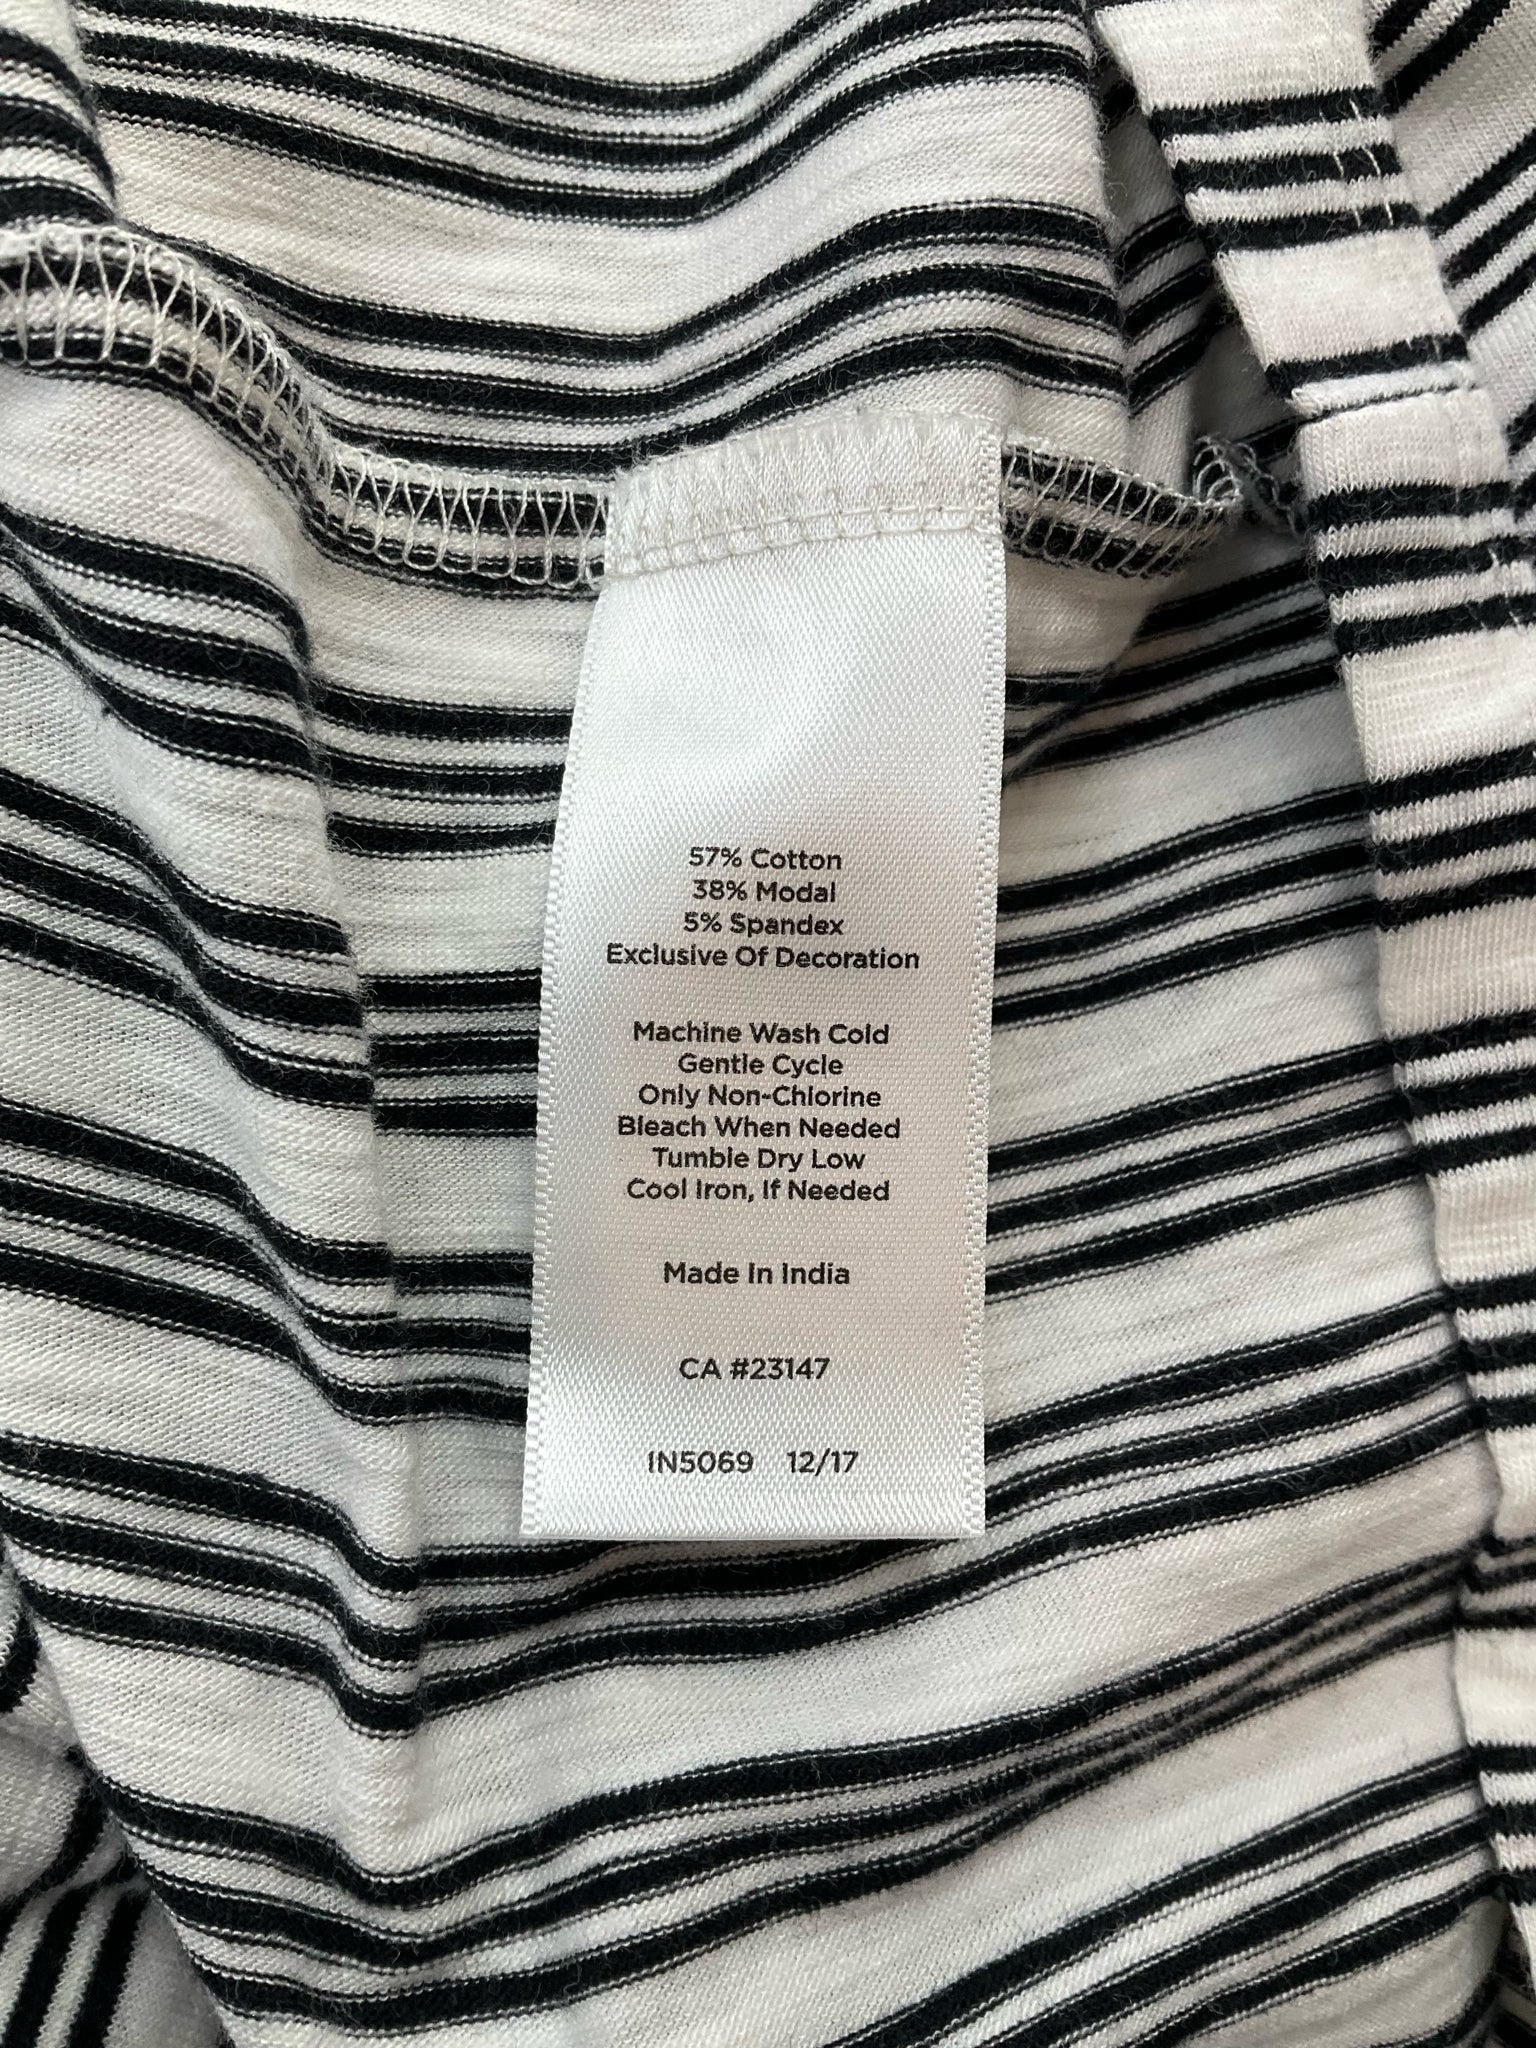 57% Cotton
38% Modal
5% Spandex
Exclusive Of Decoration
Machine Wash Cold
Gentle Cycle
Only Non-Chlorine
Bleach When Needed
Tumble Dry Low
Cool Iron, If Needed
Made In India
CA #23147
IN5069 12/17